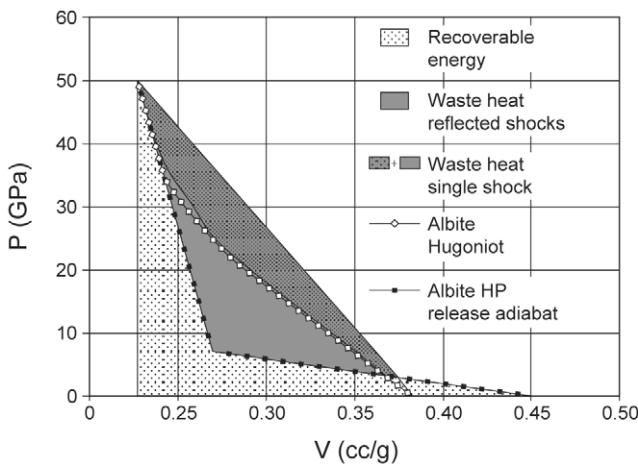 60
50
40
30
20
10
0
P (GPa)
Recoverable
energy
Waste heat
reflected shocks
+
Waste heat
single shock
Albite
Hugoniot
Albite HP
release adiabat
0
0.25
0.30
0.35
0.40
0.45
0.50
V (cc/g)